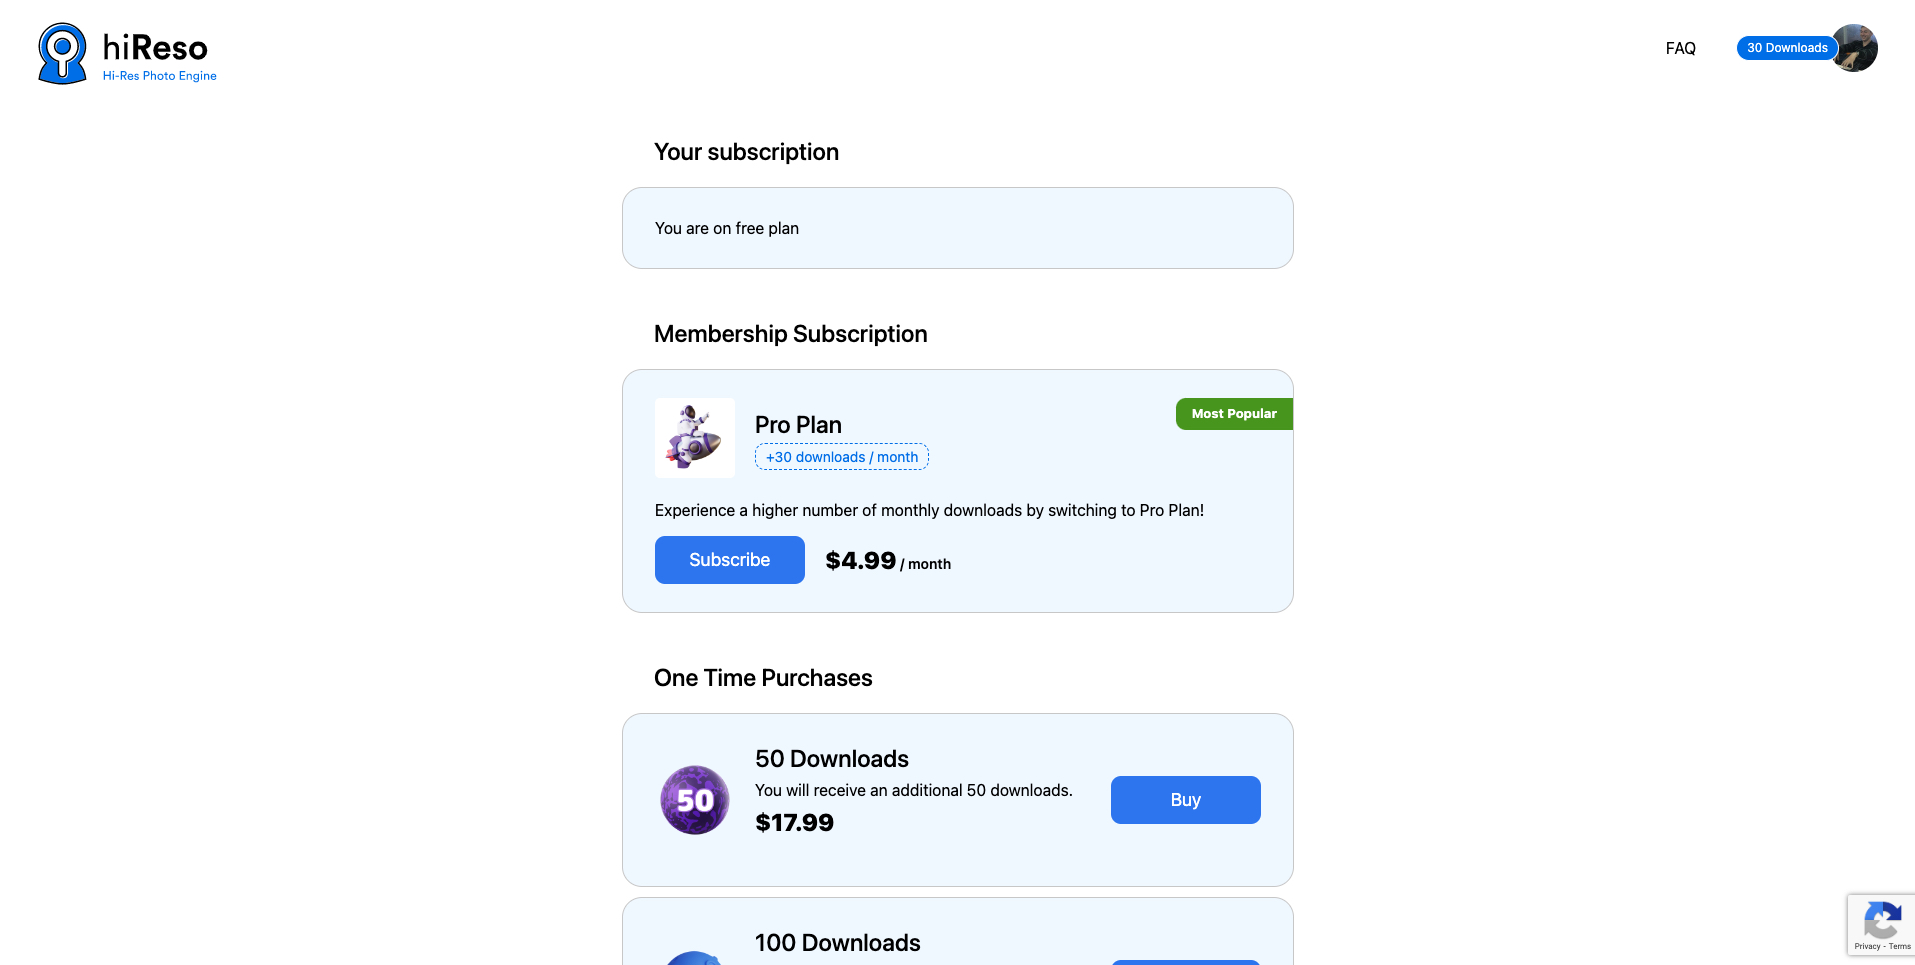 hiReso
Hi-Res Photo Engine
FAQ
30 Downloads
Your subscription
You are on free plan
Membership Subscription
Most Popular
Pro Plan
+30 downloads / month
Experience a higher number of monthly downloads by switching to Pro Plan!
Subscribe
$4.99 / month
One Time Purchases
50 Downloads
50
You will receive an additional 50 downloads.
Buy
$17.99
100 Downloads
Privacy - Terms